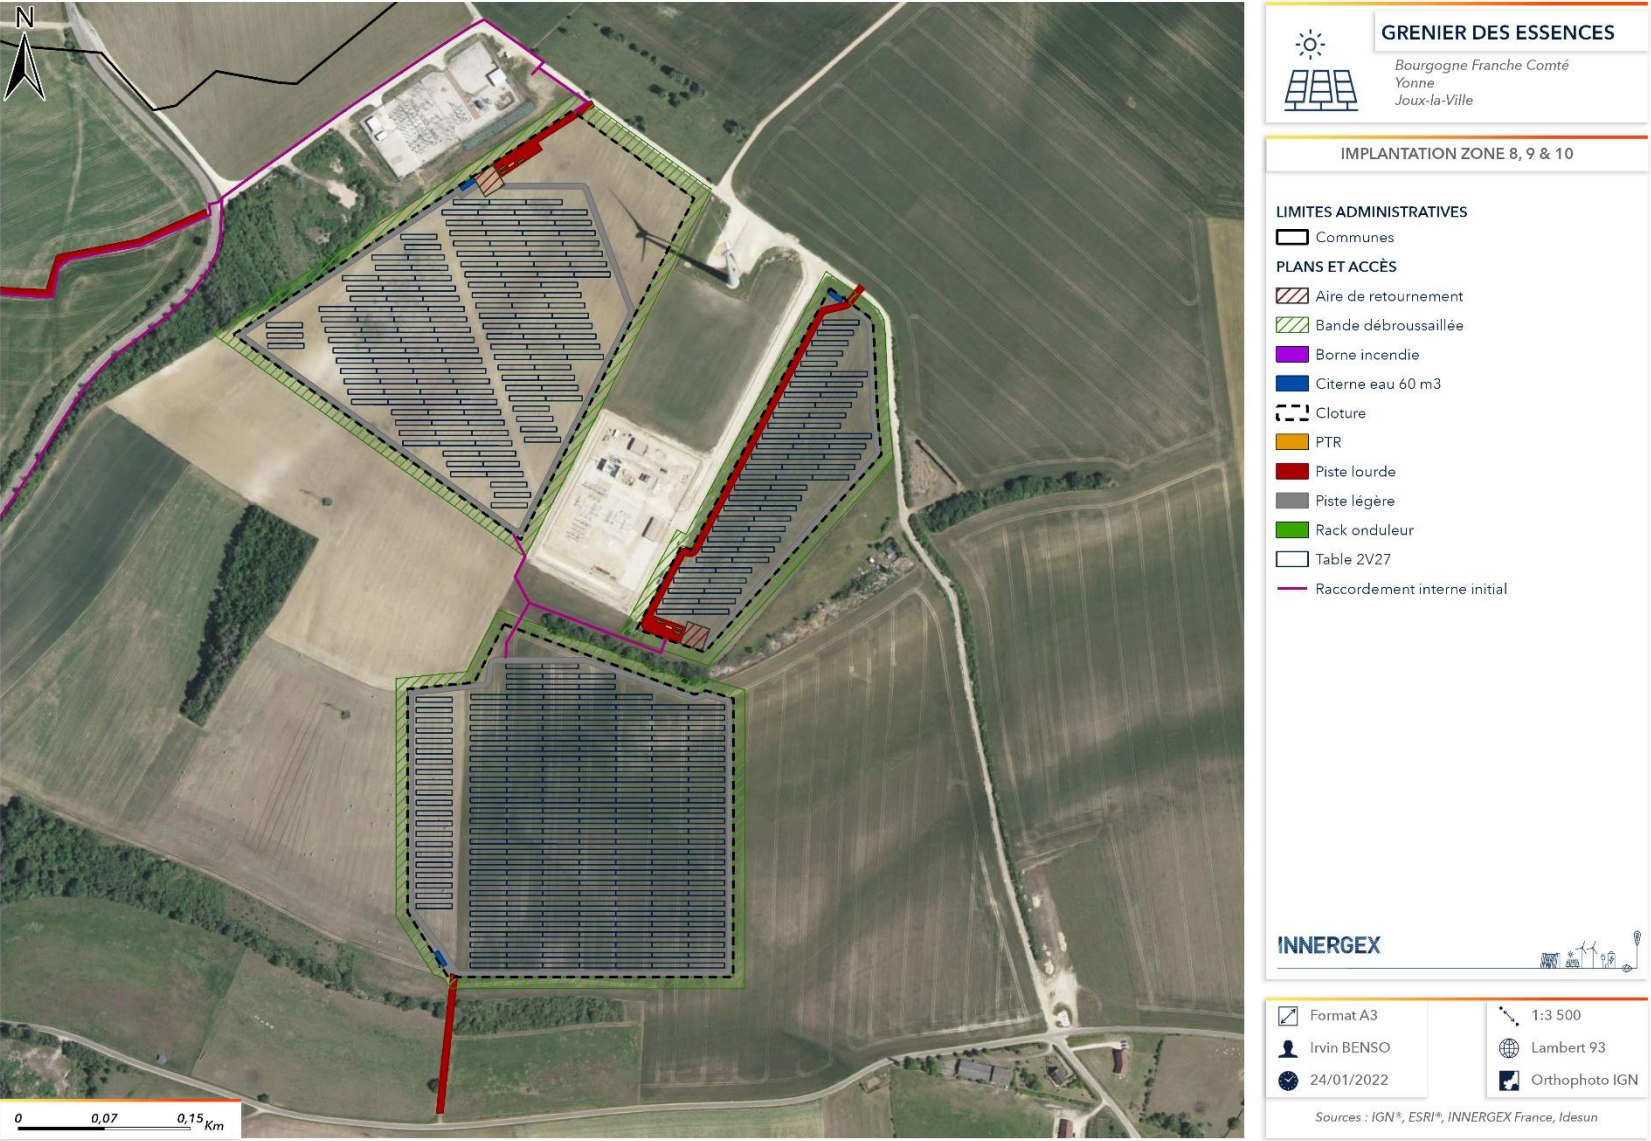 N
GRENIER DES ESSENCES
Bourgogne Franche Comté
Yonne
Joux-la-Ville
IMPLANTATION ZONE 8, 9 & 10
LIMITES ADMINISTRATIVES
Communes
PLANS ET ACCÈS
Aire de retournement
Bande débroussaillée
Borne incendie
Citerne eau 60 m3
Cloture
PTR
Piste lourde
Piste légère
Rack onduleur
Table 2V27
Raccordement interne initial
INNERGEX
Format A3
1:3 500
Irvin BENSO
Lambert 93
24/01/2022
Orthophoto IGN
Sources : IGN®, ESRI®, INNERGEX France, Idesun
0 0,07 0,15 Km